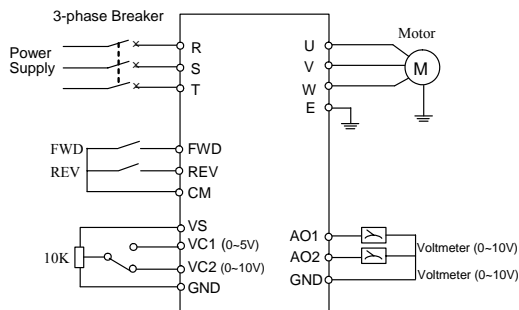 3-phase Breaker
Power
Supply
R
S
T
U
V
W
E
Motor
M
FWD
REV
FWD
REV
CM
10K
VS
VC1 (0~5V)
VC2 (0~10V)
GND
AO1
AO2
GND
Voltmeter (0~10V)
Voltmeter (0~10V)